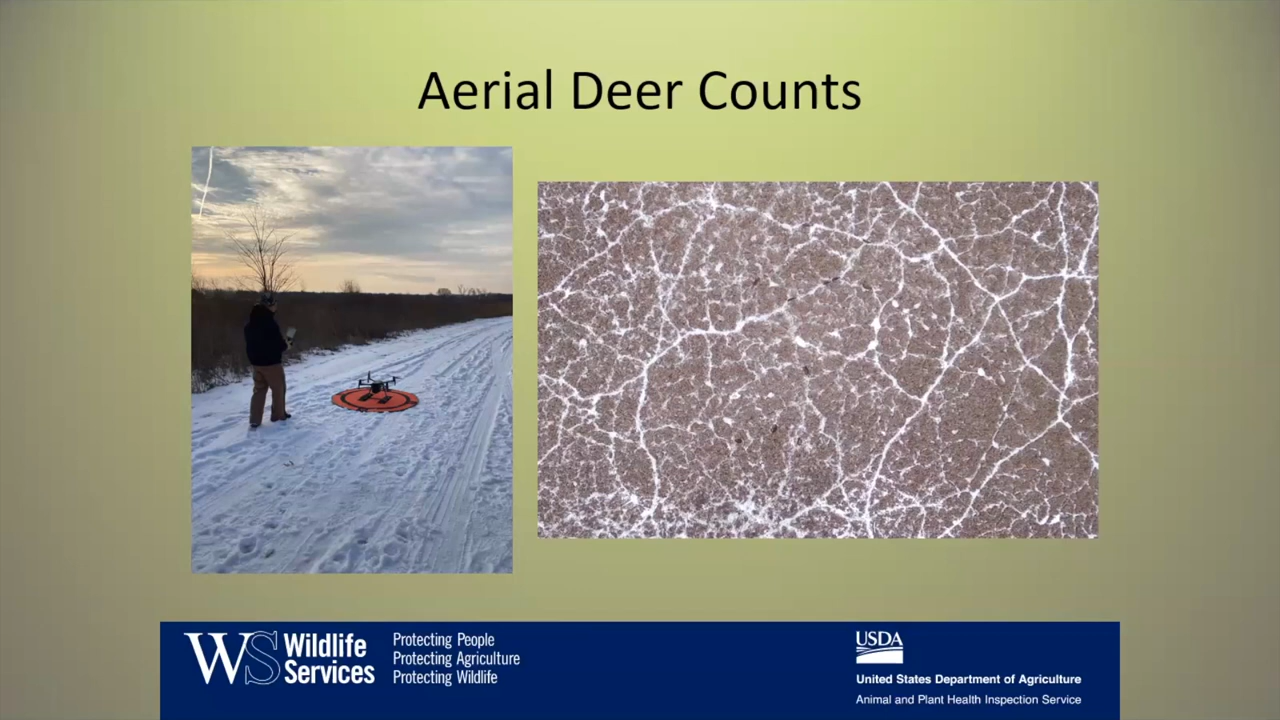 Aerial Deer Counts
H
WS Wildlife Services
Protecting People
Protecting Agriculture
Protecting Wildlife
USDA
United States Department of Agriculture
Animal and Plant Health Inspection Service